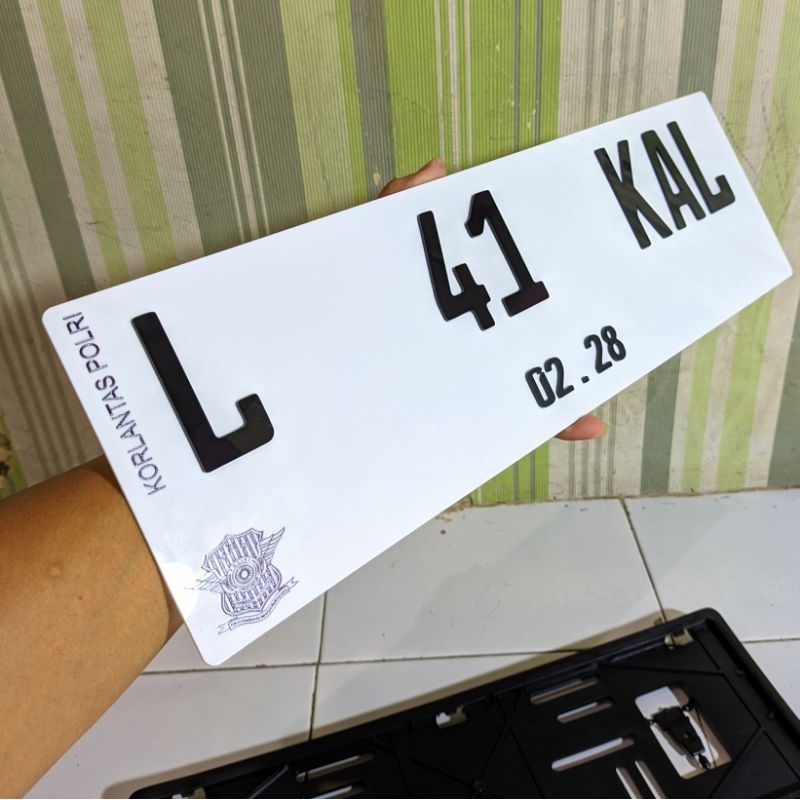 KORLANTAS POLRI
L 41 KAL
02.28